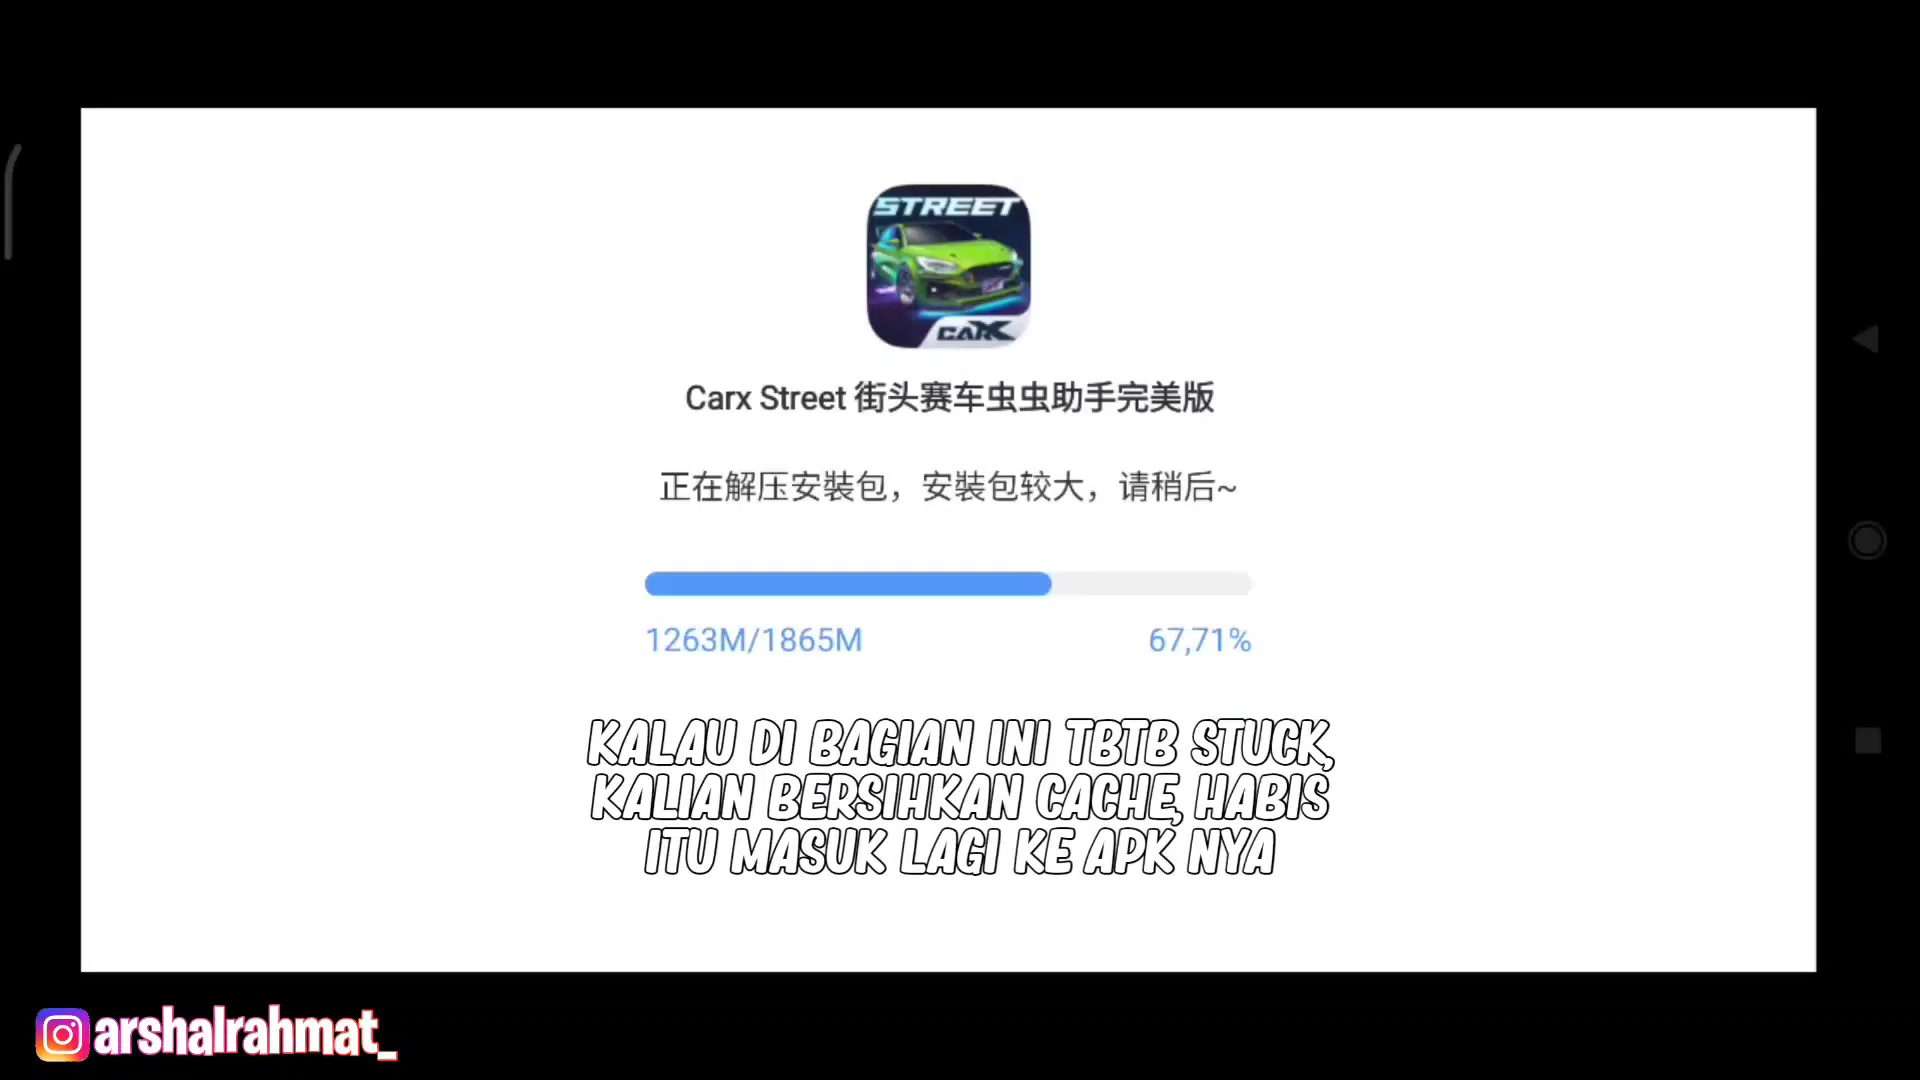 STREET
CARX
Carx Street 街头赛车虫虫助手完美版
正在解压安裝包，安裝包较大，请稍后~
1263M/1865M
67,71%
KALAU DI BAGIAN INI TBTB STUCK,
KALIAN BERSIHKAN CACHE, HABIS
ITU MASUK LAGI KE APK NYA
arshalrahmat_